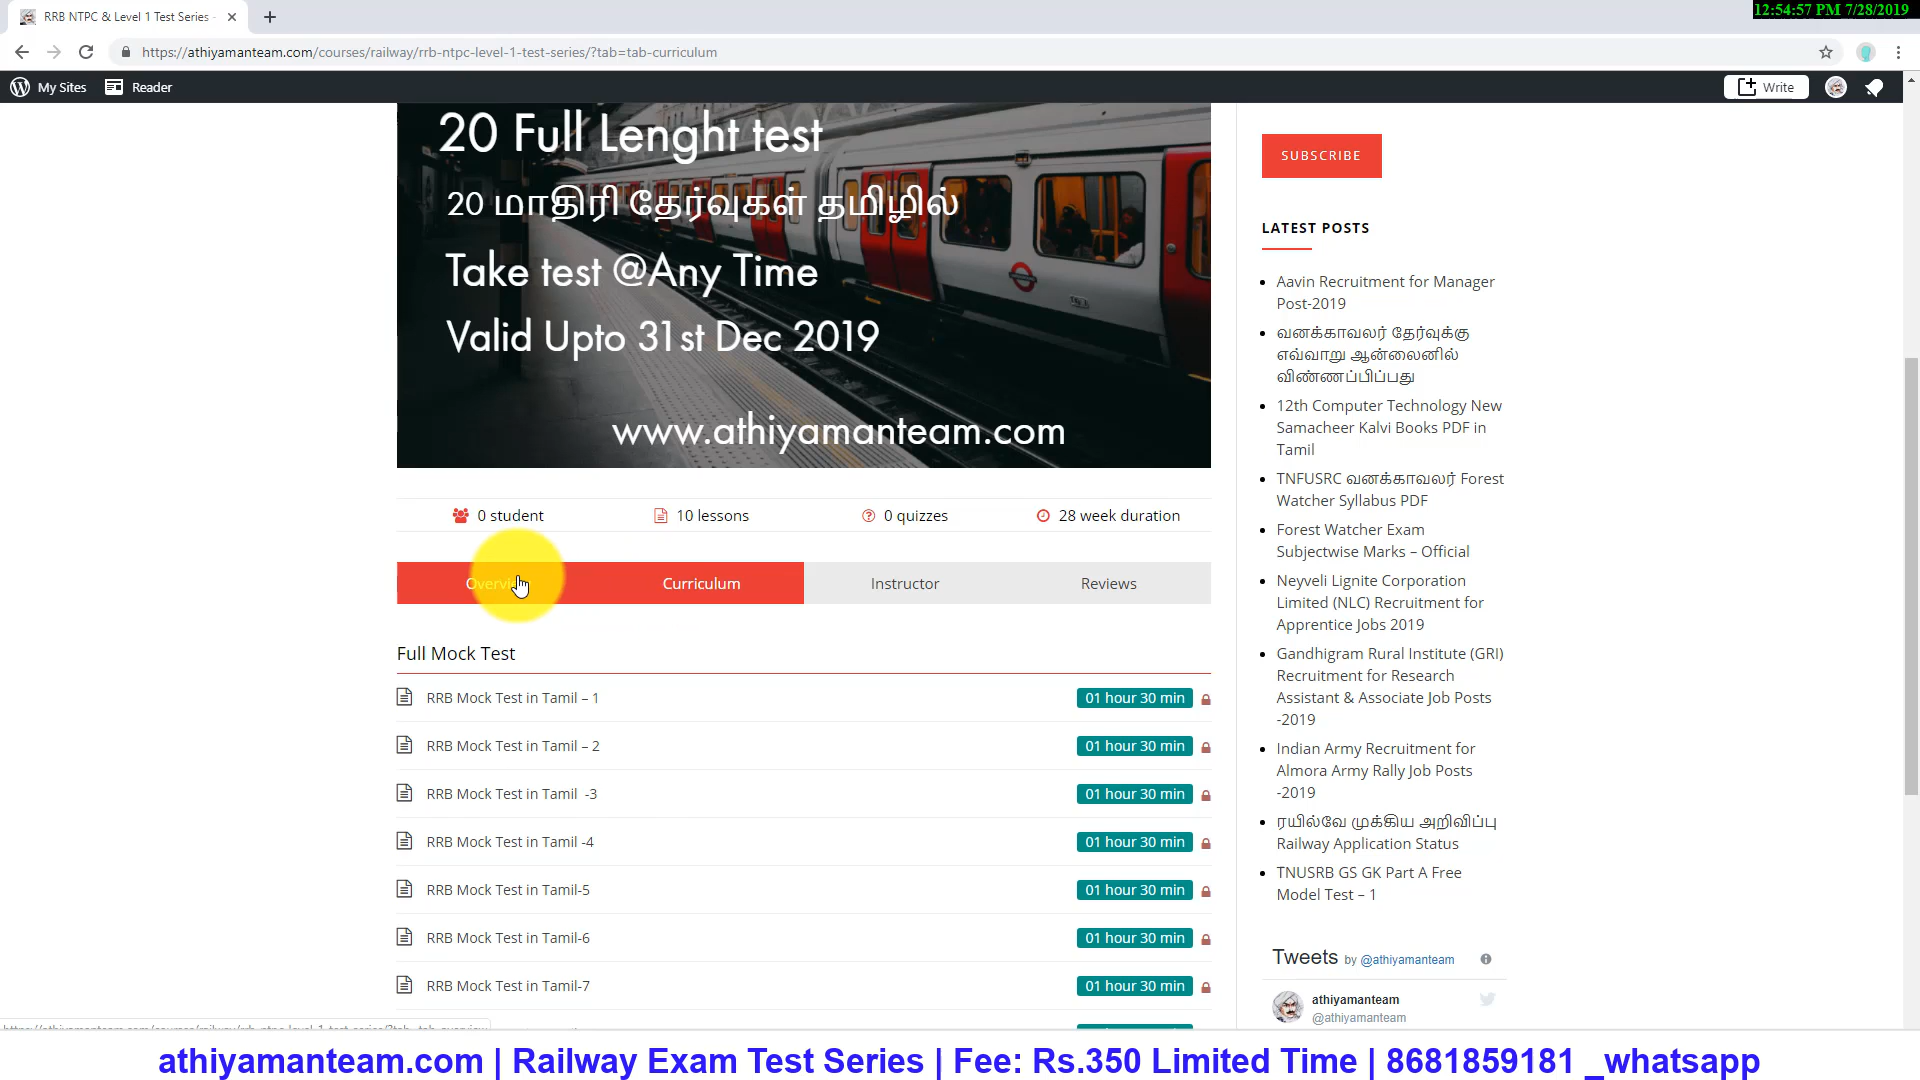 RRB NTPC & Level 1 Test Series -
12:54:57 PM 7/28/2019
https://athiyamanteam.com/courses/railway/rrb-ntpc-level-1-test-series/?tab=tab-curriculum
My Sites
Reader
Write
20 Full Lenght test
20 மாதிரி தேர்வுகள் தமிழில்
Take test @Any Time
Valid Upto 31st Dec 2019
www.athiyamanteam.com
0 student
10 lessons
0 quizzes
28 week duration
Overvi
Curriculum
Instructor
Reviews
Full Mock Test
RRB Mock Test in Tamil – 1
01 hour 30 min
RRB Mock Test in Tamil – 2
01 hour 30 min
RRB Mock Test in Tamil -3
01 hour 30 min
RRB Mock Test in Tamil -4
01 hour 30 min
RRB Mock Test in Tamil-5
01 hour 30 min
RRB Mock Test in Tamil-6
01 hour 30 min
RRB Mock Test in Tamil-7
01 hour 30 min
SUBSCRIBE
LATEST POSTS
Aavin Recruitment for Manager
Post-2019
வனக்காவலர் தேர்வுக்கு
எவ்வாறு ஆன்லைனில்
விண்ணப்பிப்பது
12th Computer Technology New
Samacheer Kalvi Books PDF in
Tamil
TNFUSRC வனக்காவலர் Forest
Watcher Syllabus PDF
Forest Watcher Exam
Subjectwise Marks – Official
Neyveli Lignite Corporation
Limited (NLC) Recruitment for
Apprentice Jobs 2019
Gandhigram Rural Institute (GRI)
Recruitment for Research
Assistant & Associate Job Posts
-2019
Indian Army Recruitment for
Almora Army Rally Job Posts
-2019
ரயில்வே முக்கிய அறிவிப்பு
Railway Application Status
TNUSRB GS GK Part A Free
Model Test – 1
Tweets by @athiyamanteam
athiyamanteam
@athiyamanteam
athiyamanteam.com | Railway Exam Test Series | Fee: Rs.350 Limited Time | 8681859181 _whatsapp